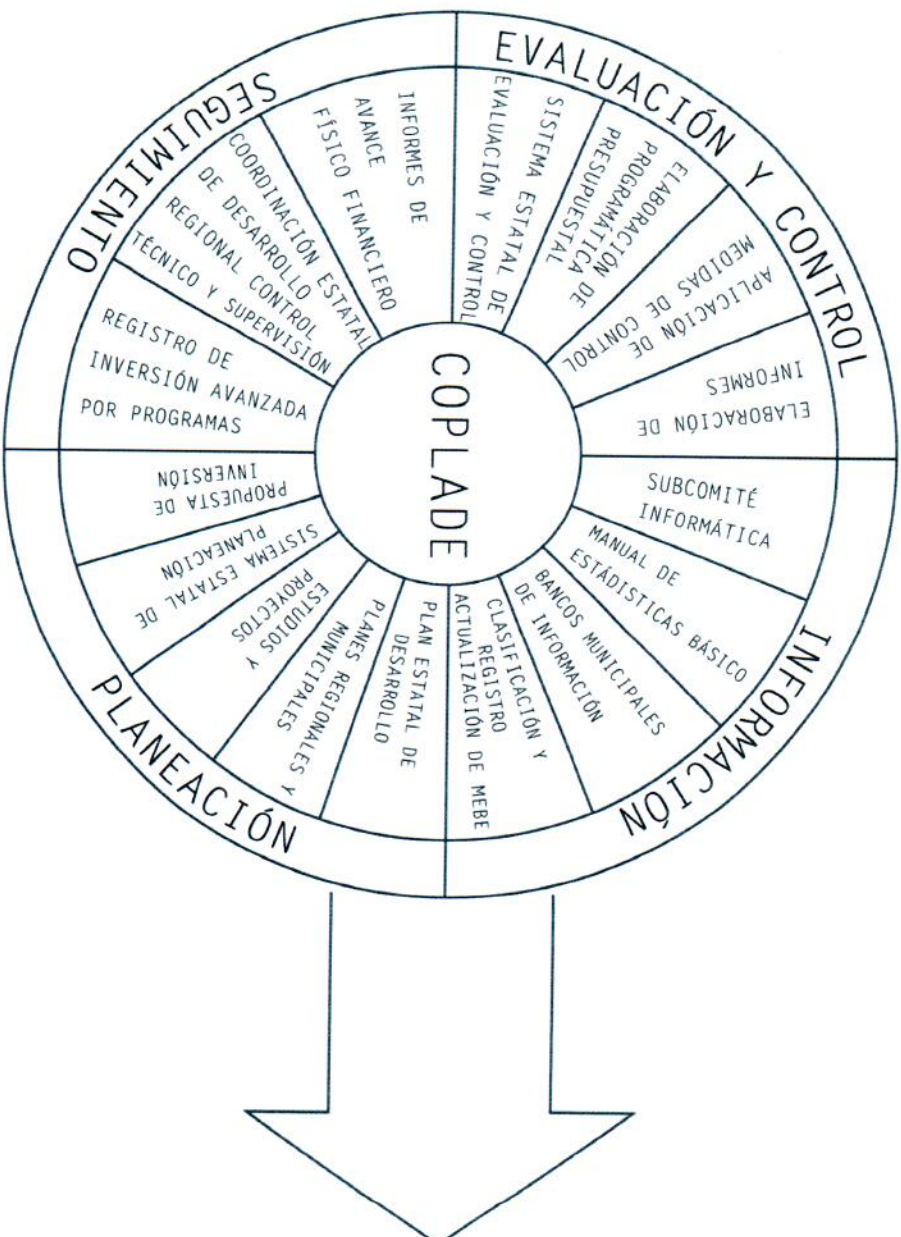 COPLADE
EVALUACIÓN Y CONTROL
SISTEMA ESTATAL DE
EVALUACIÓN Y CONTROL
ELABORACIÓN DE
PROGRAMÁTICA
PRESUPUESTAL
APLICACIÓN DE
MEDIDAS DE CONTROL
ELABORACIÓN DE
INFORMES
INFORMACIÓN
SUBCOMITÉ
INFORMÁTICA
MANUAL DE
ESTÁDISTICAS BÁSICO
BANCOS MUNICIPALES
DE INFORMACIÓN
CLASIFICACIÓN Y
REGISTRO
ACTUALIZACIÓN DE MEBE
PLANEACIÓN
PLAN ESTATAL DE
DESAROLLO
PLANES REGIONALES Y
MUNICIPALES
ESTUDIOS Y
PROYECTOS
SISTEMA ESTATAL DE
PLANEACIÓN
PROPUESTA DE
INVERSIÓN
SEGUIMIENTO
REGISTRO DE
INVERSIÓN AVANZADA
POR PROGRAMAS
COORDINACIÓN ESTATAL
DE DESARROLLO
REGIONAL CONTROL
TÉCNICO Y SUPERVISIÓN
INFORMES DE
AVANCE
FÍSICO FINANCIERO